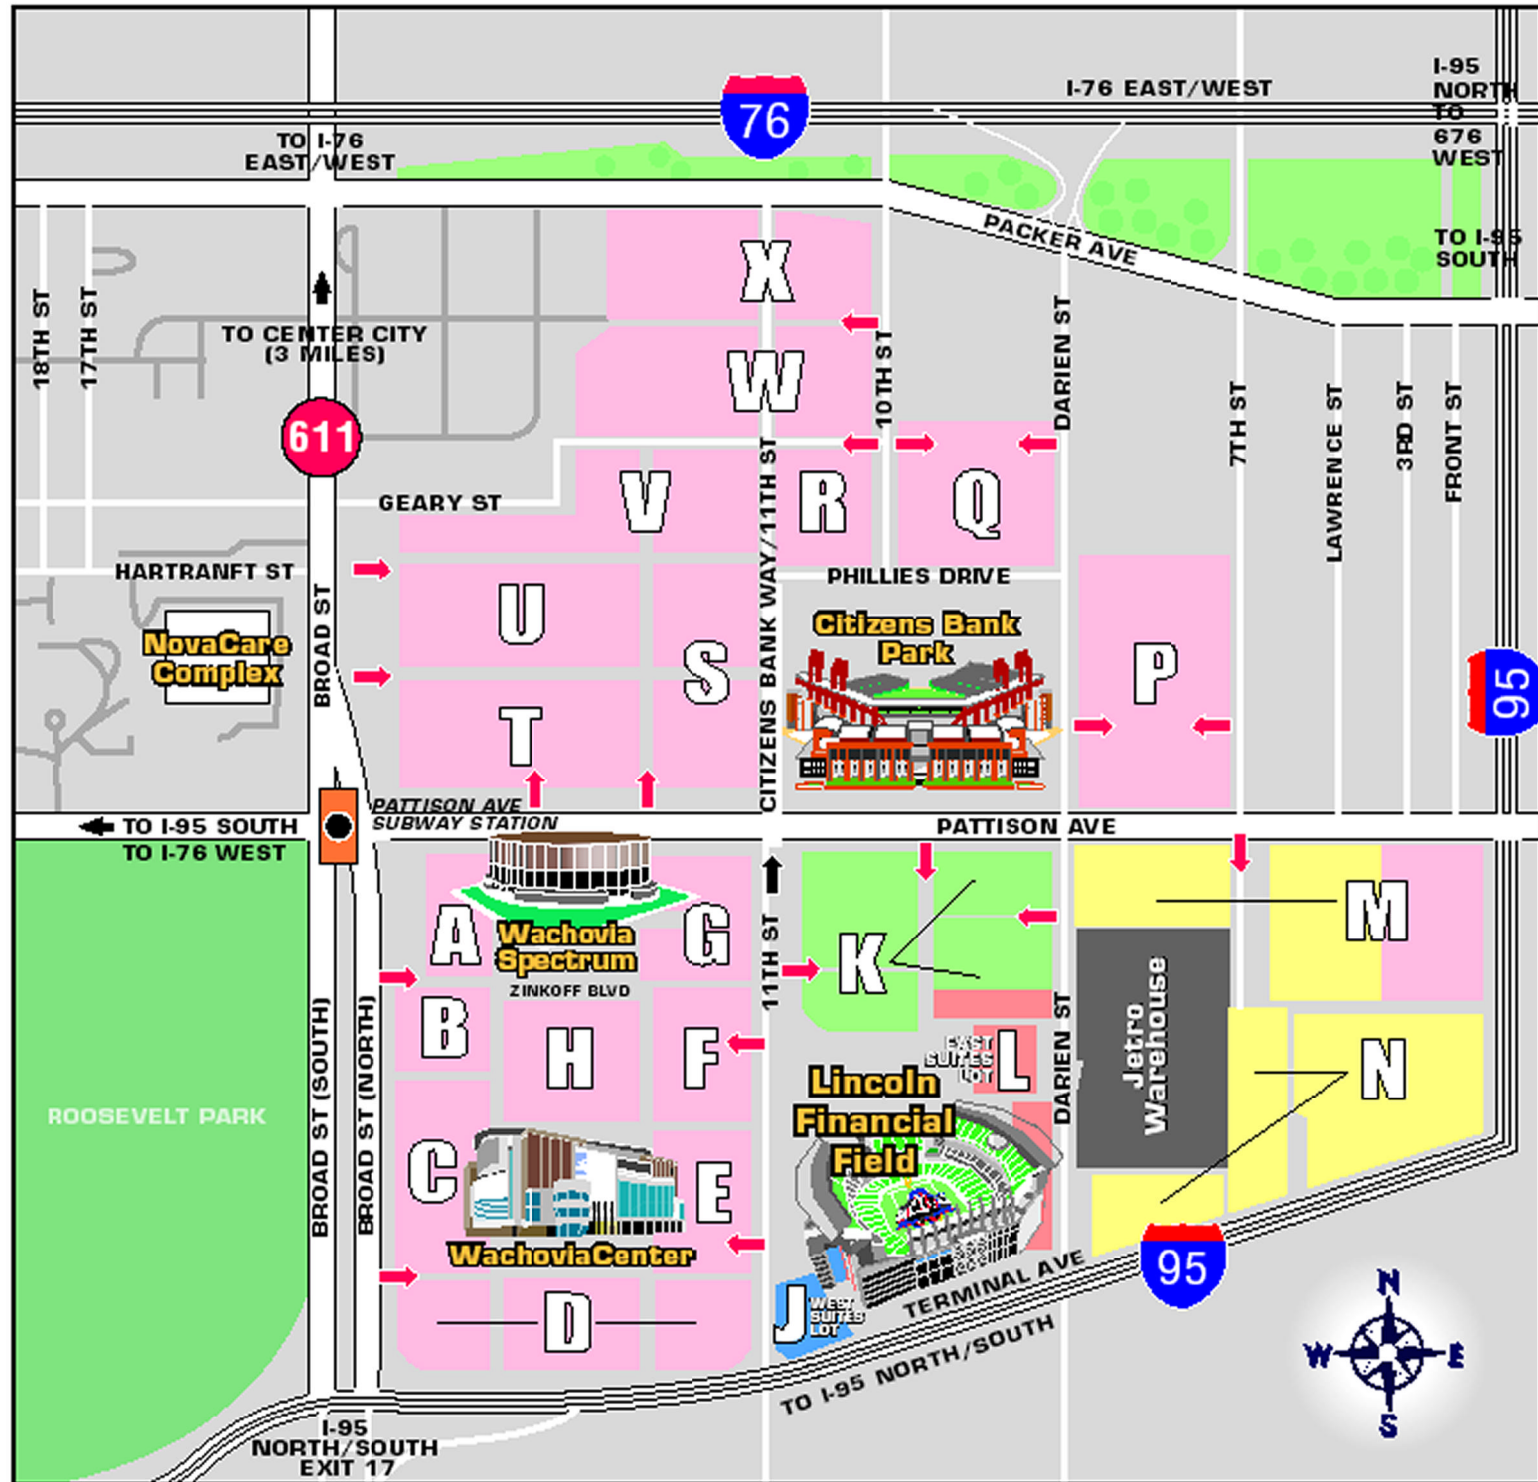 I-76 EAST/WEST
I-95
NORTH
TO
676
WEST
76
TO I-76
EAST/WEST
PACKER AVE
TO I-95
SOUTH
X
18TH ST
17TH ST
TO CENTER CITY
(3 MILES)
10TH ST
DARIEN ST
W
7TH ST
LAWRENCE ST
3RD ST
FRONT ST
611
GEARY ST
V
R
Q
CITIZENS BANK WAY/11TH ST
HARTRANFT ST
PHILLIES DRIVE
BROAD ST
U
Citizens Bank
Park
NovaCare
Complex
S
P
95
T
PATTISON AVE
SUBWAY STATION
TO I-95 SOUTH
TO I-76 WEST
PATTISON AVE
A
Wachovia
Spectrum
G
11TH ST
K
M
ZINKOFF BLVD
B
H
F
EAST
SUITES
LOT
L
DARIEN ST
Jetro
Warehouse
N
ROOSEVELT PARK
BROAD ST (SOUTH)
BROAD ST (NORTH)
Lincoln
Financial
Field
C
E
WachoviaCenter
D
J
WEST
SUITES
LOT
TERMINAL AVE
95
TO I-95 NORTH/SOUTH
I-95
NORTH/SOUTH
EXIT 17
N
W
E
S